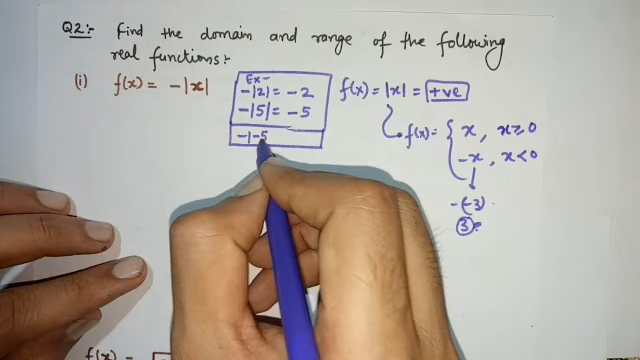 Q2:- Find the domain and range of the following
real functions:-
(i) f(x) = -|x|
Ex-
-|2| = -2
-|5| = -5
-|-5
f(x) = |x| = +ve
f(x) = { x, x≥0
-x, x<0
-(-3)
3
f(x) =